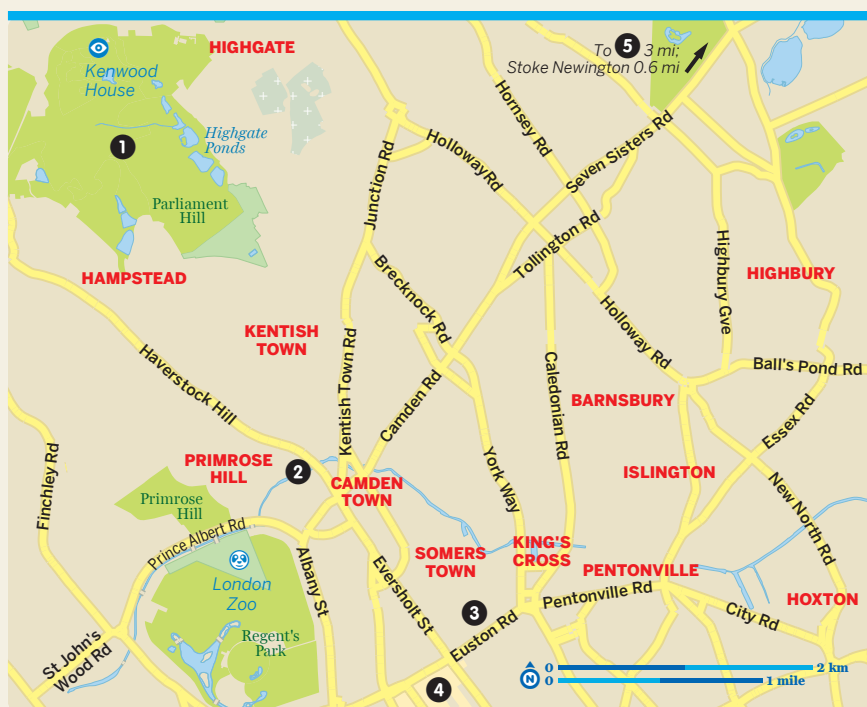 HIGHGATE
Kenwood
House
To 5 3 mi;
Stoke Newington 0.6 mi
1
Highgate
Ponds
Parliament
Hill
Junction Rd
Holloway Rd
Hornsey Rd
Seven Sisters Rd
Tollington Rd
Highbury Gve
HIGHBURY
HAMPSTEAD
Brecknock Rd
KENTISH
TOWN
Haverstock Hill
Kentish Town Rd
Camden Rd
Caledonian Rd
Holloway Rd
Ball's Pond Rd
BARNSBURY
Essex Rd
Finchley Rd
PRIMROSE
HILL
2
CAMDEN
TOWN
York Way
ISLINGTON
New North Rd
Primrose
Hill
Prince Albert Rd
London
Zoo
Albany St
Eversholt St
SOMERS
TOWN
KING'S
CROSS
PENTONVILLE
Pentonville Rd
HOXTON
City Rd
3
Euston Rd
Regent's
Park
St John's
Wood Rd
4
N
0 2 km
0 1 mile